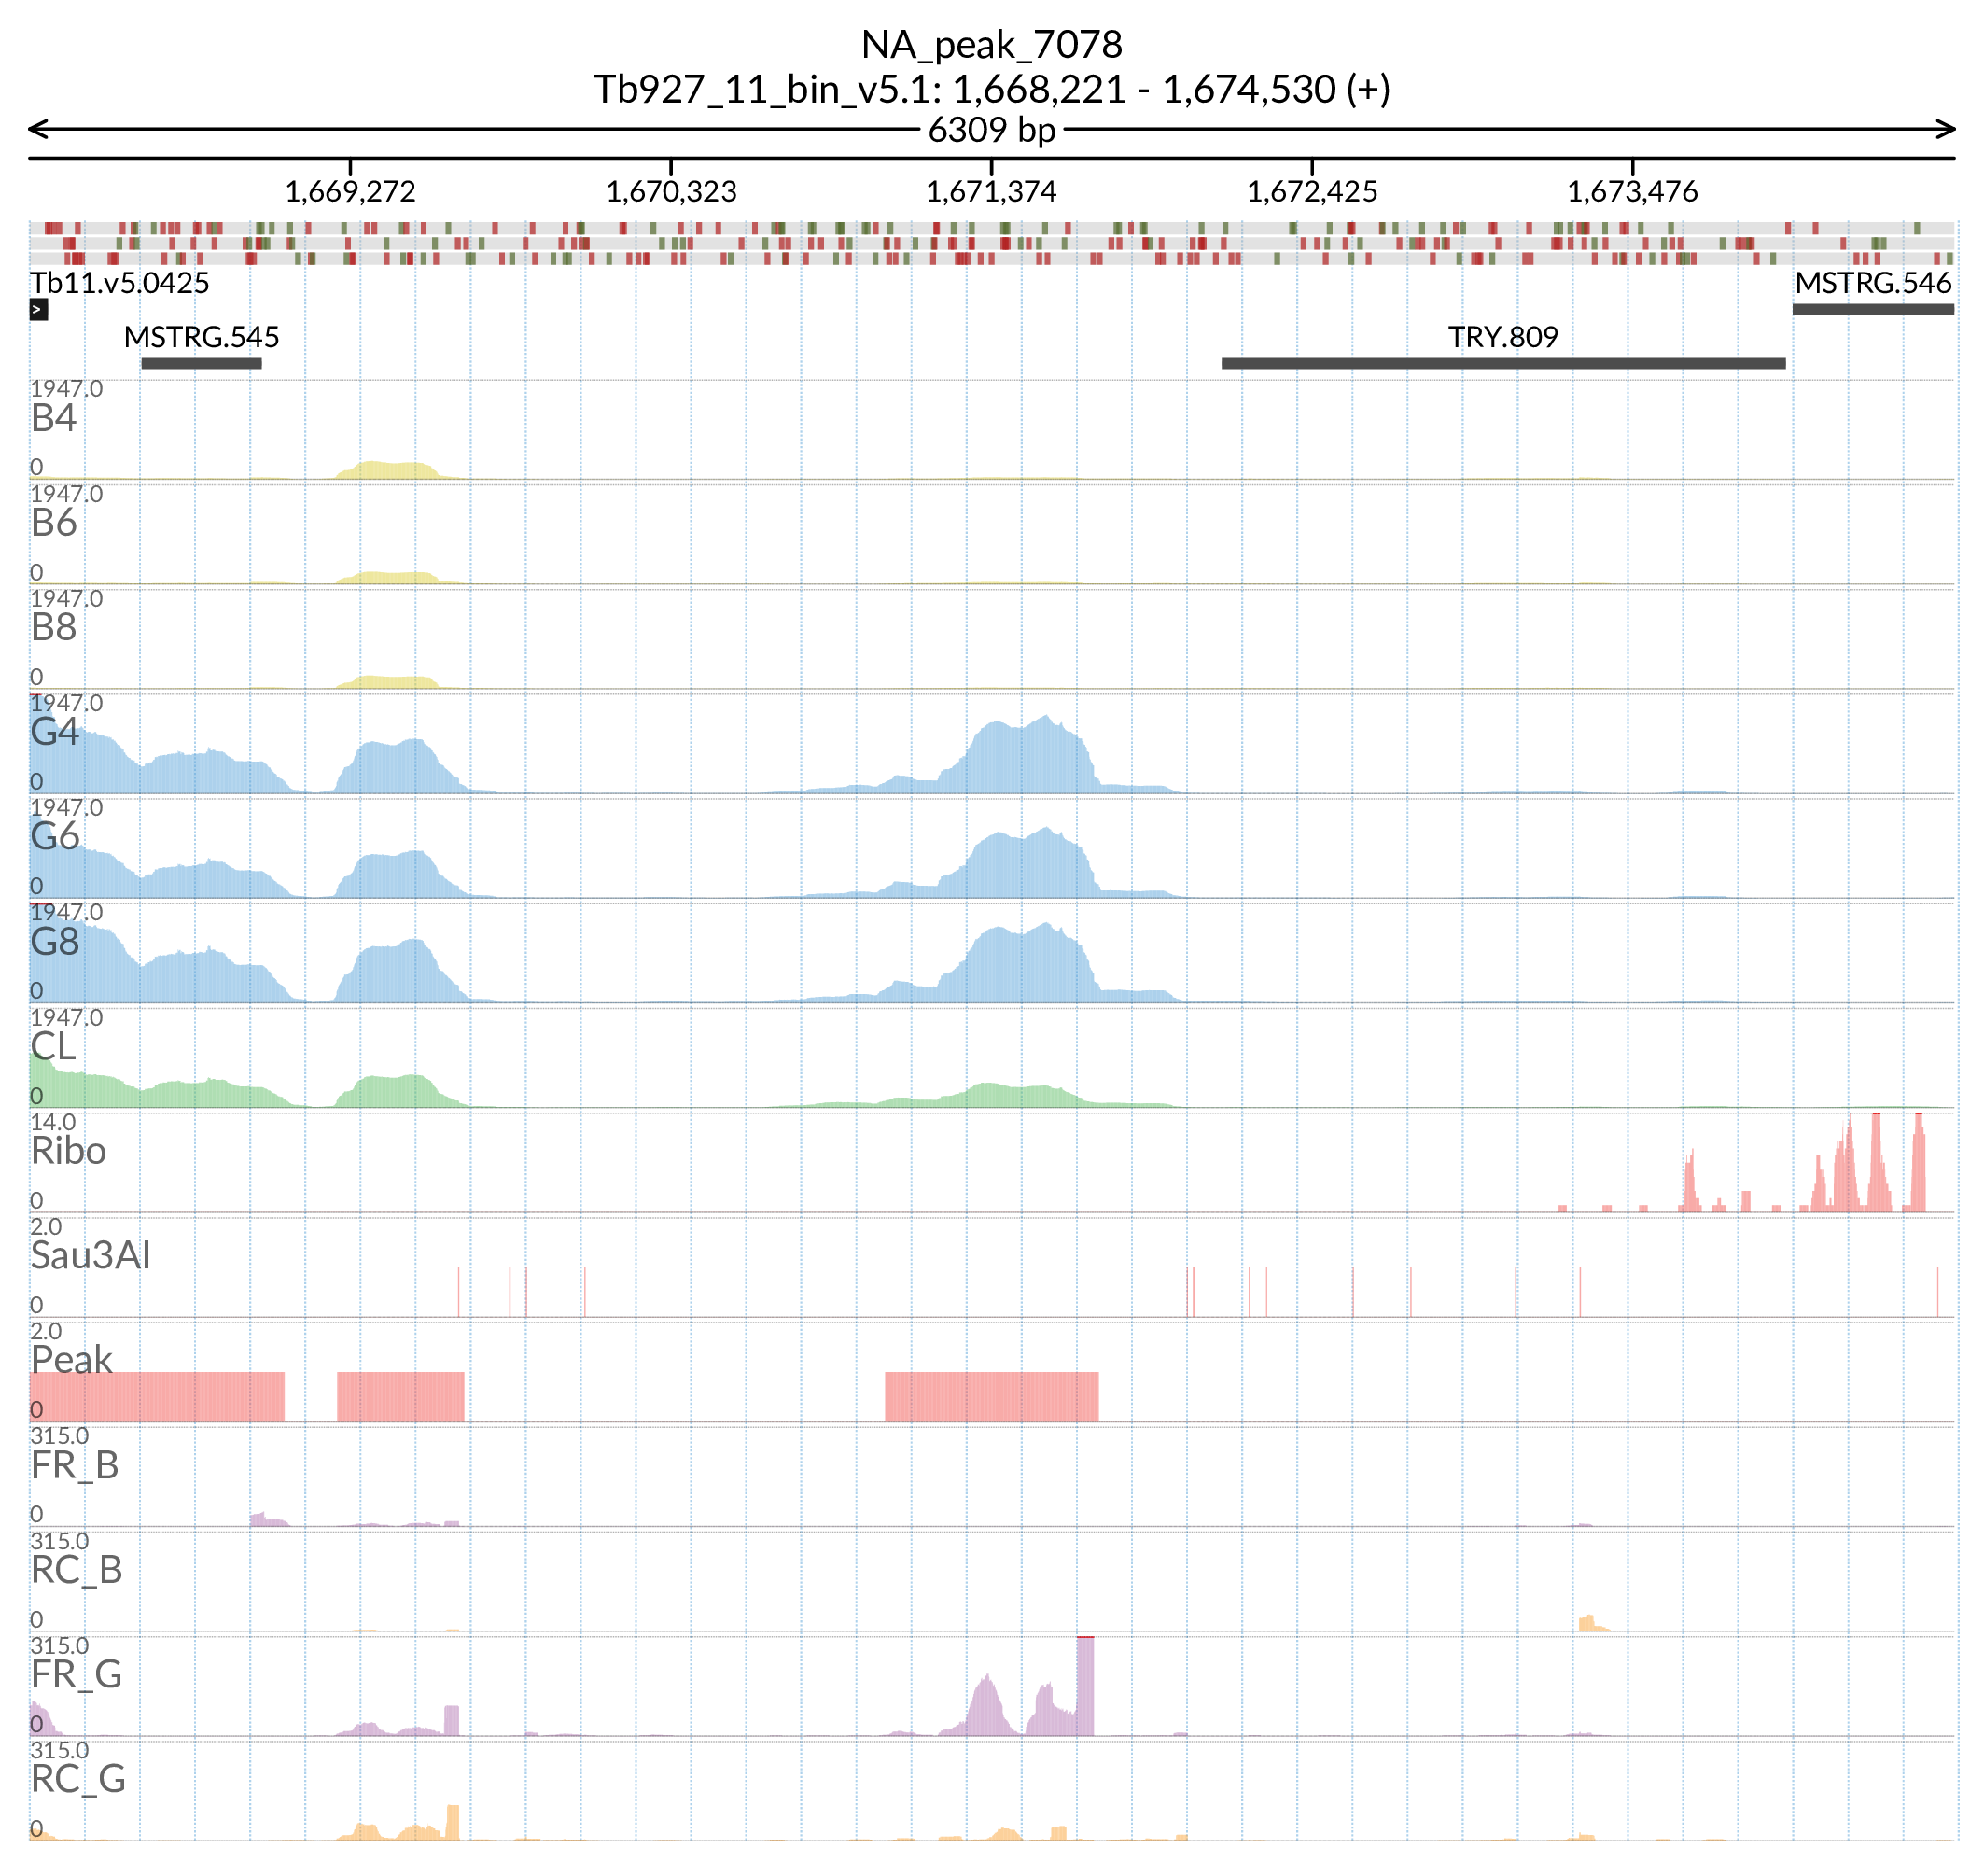 NA_peak_7078
Tb927_11_bin_v5.1: 1,668,221 - 1,674,530 (+)
6309 bp
1,669,272 1,670,323 1,671,374 1,672,425 1,673,476
Tb11.v5.0425 MSTRG.546
>
MSTRG.545 TRY.809
1947.0
B4
0
1947.0
B6
0
1947.0
B8
0
1947.0
G4
0
1947.0
G6
0
1947.0
G8
0
1947.0
CL
0
14.0
Ribo
0
2.0
Sau3AI
0
2.0
Peak
0
315.0
FR_B
0
315.0
RC_B
0
315.0
FR_G
0
315.0
RC_G
0